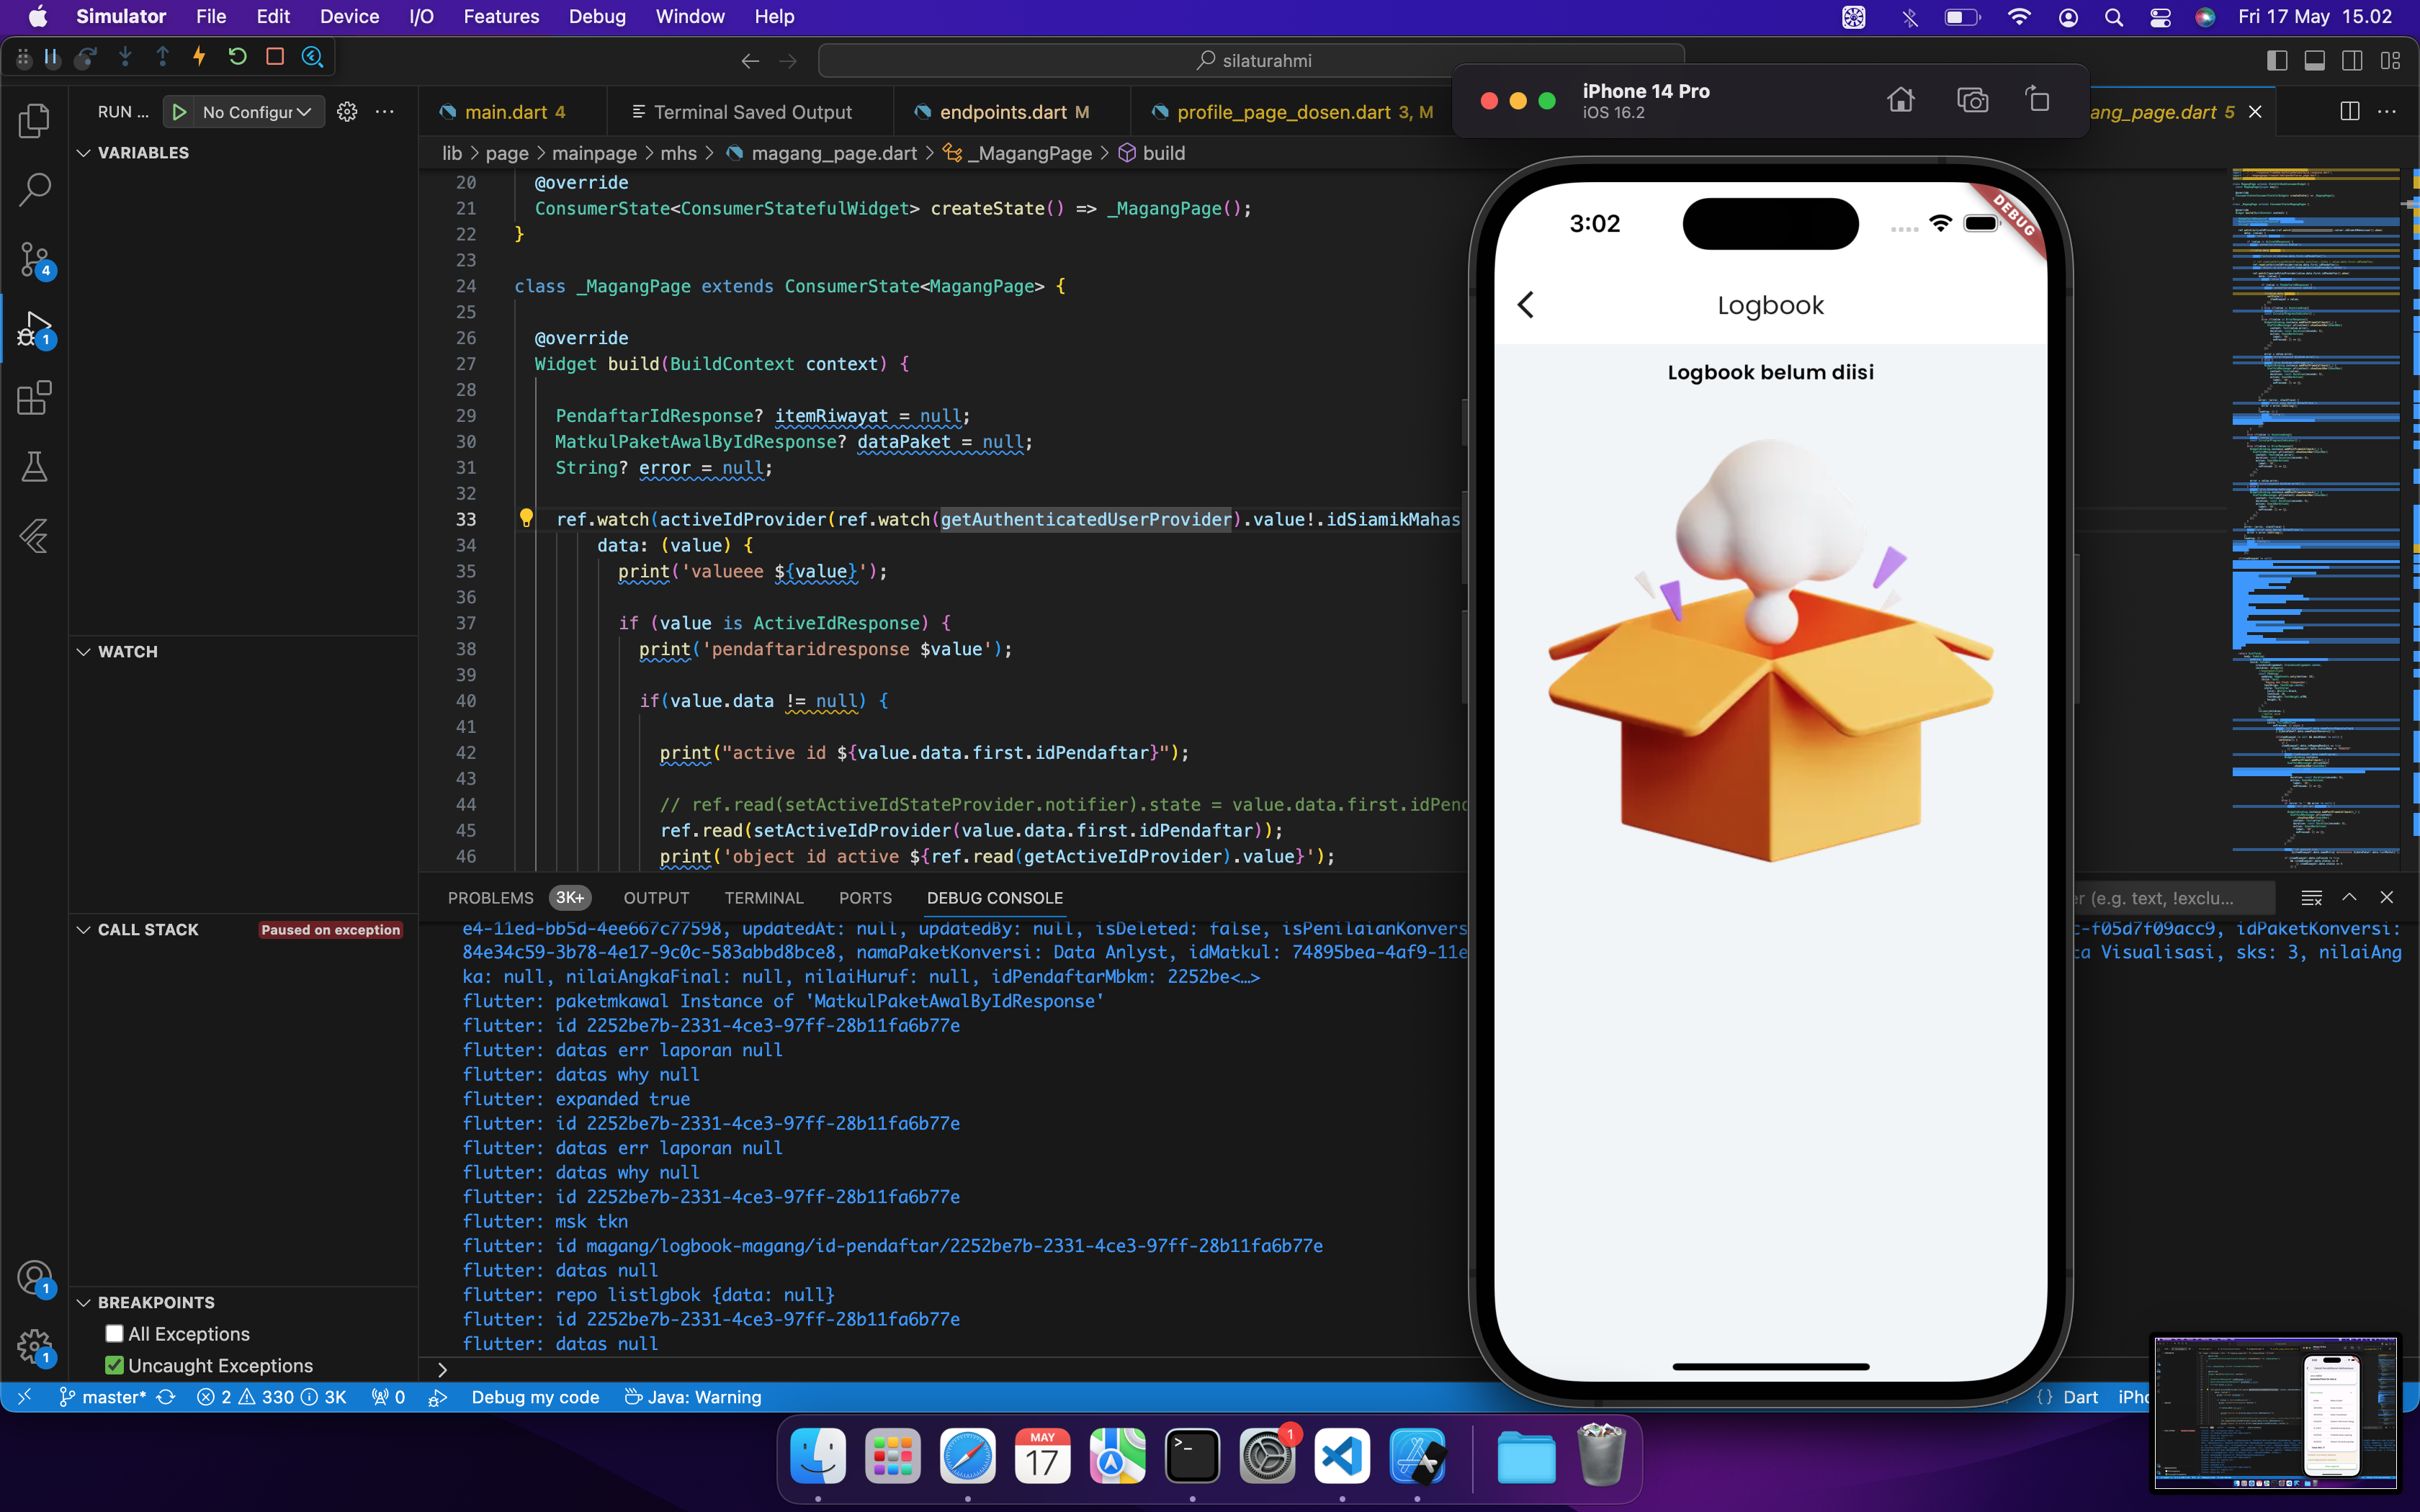 Simulator File Edit Device I/O Features Debug Window Help Fri 17 May 15.02
silaturahmi
RUN ... No Configur
main.dart 4
Terminal Saved Output
endpoints.dart M
profile_page_dosen.dart 3, M
ang_page.dart 5
lib > page > mainpage > mhs > magang_page.dart > _MagangPage > build
VARIABLES
WATCH
CALL STACK Paused on exception
BREAKPOINTS
All Exceptions
Uncaught Exceptions
4
1
1
1
20 @override
21 ConsumerState<ConsumerStatefulWidget> createState() => _MagangPage();
22 }
23
24 class _MagangPage extends ConsumerState<MagangPage> {
25
26 @override
27 Widget build(BuildContext context) {
28
29 PendaftarIdResponse? itemRiwayat = null;
30 MatkulPaketAwalByIdResponse? dataPaket = null;
31 String? error = null;
32
33 ref.watch(activeIdProvider(ref.watch(getAuthenticatedUserProvider).value!.idSiamikMahas
34 data: (value) {
35 print('valueee ${value}');
36
37 if (value is ActiveIdResponse) {
38 print('pendaftaridresponse $value');
39
40 if(value.data != null) {
41
42 print("active id ${value.data.first.idPendaftar}");
43
44 // ref.read(setActiveIdStateProvider.notifier).state = value.data.first.idPend
45 ref.read(setActiveIdProvider(value.data.first.idPendaftar));
46 print('object id active ${ref.read(getActiveIdProvider).value}');
PROBLEMS 3K+ OUTPUT TERMINAL PORTS DEBUG CONSOLE
er (e.g. text, !exclu...
e4-11ed-bb5d-4ee667c77598, updatedAt: null, updatedBy: null, isDeleted: false, isPenilaianKonvers c-f05d7f09acc9, idPaketKonversi:
84e34c59-3b78-4e17-9c0c-583abbd8bce8, namaPaketKonversi: Data Anlyst, idMatkul: 74895bea-4af9-11e ta Visualisasi, sks: 3, nilaiAng
ka: null, nilaiAngkaFinal: null, nilaiHuruf: null, idPendaftarMbkm: 2252be<…>
flutter: paketmkawal Instance of 'MatkulPaketAwalByIdResponse'
flutter: id 2252be7b-2331-4ce3-97ff-28b11fa6b77e
flutter: datas err laporan null
flutter: datas why null
flutter: expanded true
flutter: id 2252be7b-2331-4ce3-97ff-28b11fa6b77e
flutter: datas err laporan null
flutter: datas why null
flutter: id 2252be7b-2331-4ce3-97ff-28b11fa6b77e
flutter: msk tkn
flutter: id magang/logbook-magang/id-pendaftar/2252be7b-2331-4ce3-97ff-28b11fa6b77e
flutter: datas null
flutter: repo listlgbok {data: null}
flutter: id 2252be7b-2331-4ce3-97ff-28b11fa6b77e
flutter: datas null
iPhone 14 Pro
iOS 16.2
3:02
DEBUG
Logbook
Logbook belum diisi
master* 2 330 3K 0 Debug my code Java: Warning {} Dart iPho
MAY
17
1